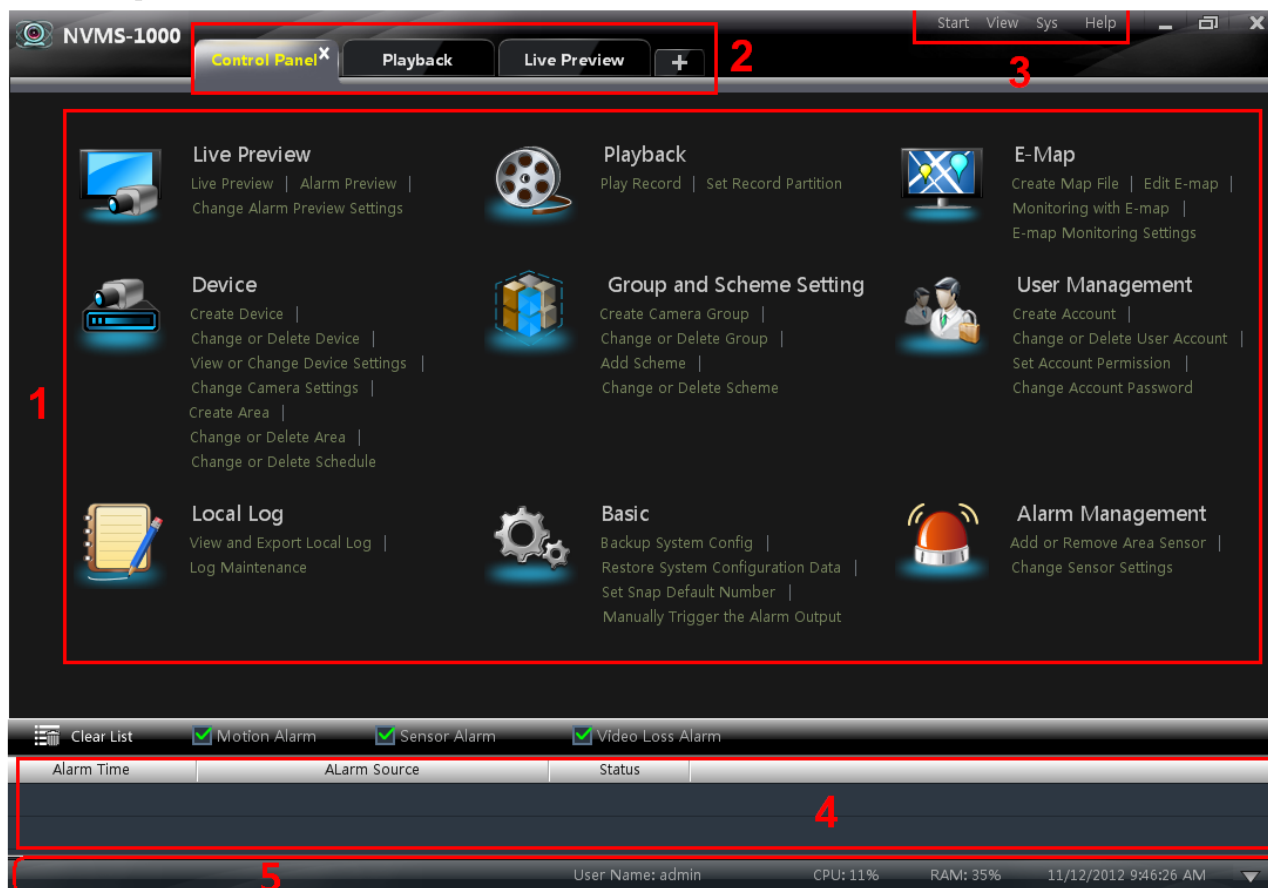 NVMS-1000
Start View Sys Help
Control Panel X Playback Live Preview +
2
3
Live Preview
Live Preview | Alarm Preview |
Change Alarm Preview Settings
Playback
Play Record | Set Record Partition
E-Map
Create Map File | Edit E-map |
Monitoring with E-map |
E-map Monitoring Settings
1
Device
Create Device |
Change or Delete Device |
View or Change Device Settings |
Change Camera Settings |
Create Area |
Change or Delete Area |
Change or Delete Schedule
Group and Scheme Setting
Create Camera Group |
Change or Delete Group |
Add Scheme |
Change or Delete Scheme
User Management
Create Account |
Change or Delete User Account |
Set Account Permission |
Change Account Password
Local Log
View and Export Local Log |
Log Maintenance
Basic
Backup System Config |
Restore System Configuration Data |
Set Snap Default Number |
Manually Trigger the Alarm Output
Alarm Management
Add or Remove Area Sensor |
Change Sensor Settings
Clear List Motion Alarm Sensor Alarm Video Loss Alarm
Alarm Time ALarm Source Status
4
5
User Name: admin CPU: 11% RAM: 35% 11/12/2012 9:46:26 AM